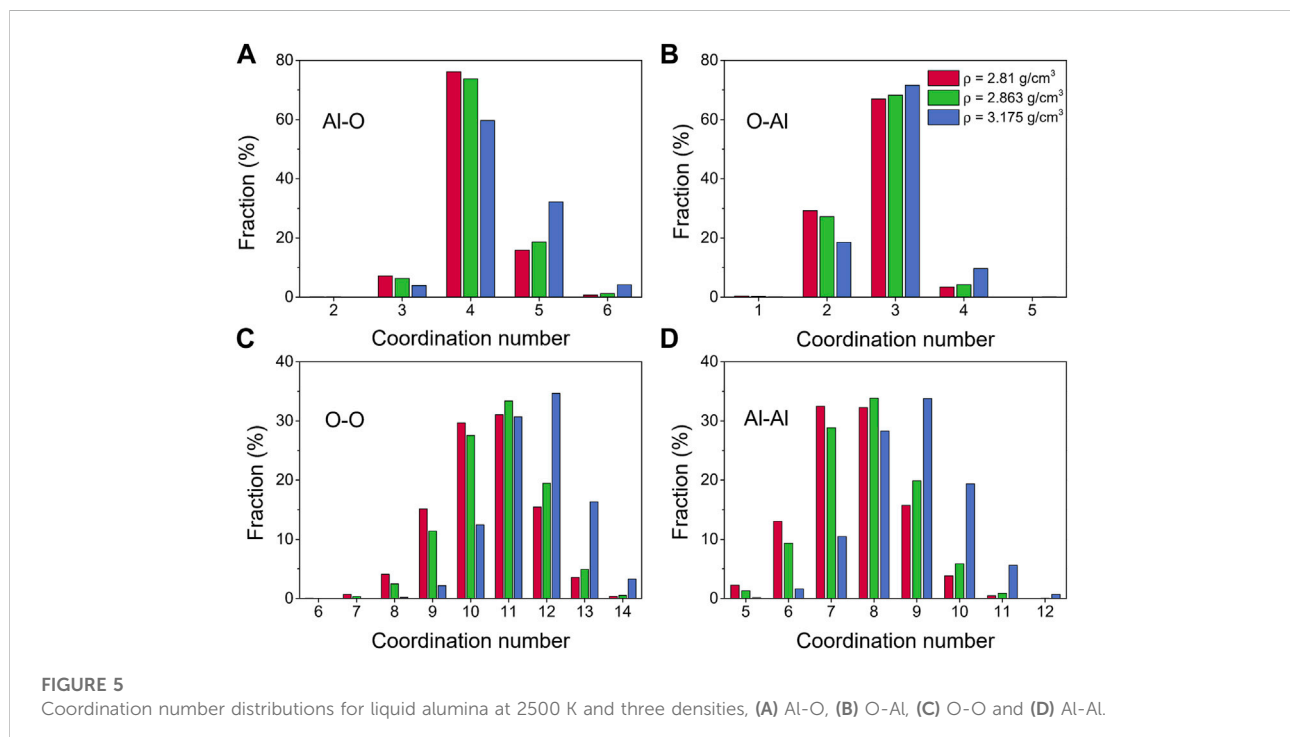 A
80
60
40
20
0
Fraction (%)
Al-O
2 3 4 5 6
Coordination number
B
80
60
40
20
0
Fraction (%)
O-Al
ρ = 2.81 g/cm³
ρ = 2.863 g/cm³
ρ = 3.175 g/cm³
1 2 3 4 5
Coordination number
C
40
30
20
10
0
Fraction (%)
O-O
6 7 8 9 10 11 12 13 14
Coordination number
D
40
30
20
10
0
Fraction (%)
Al-Al
5 6 7 8 9 10 11 12
Coordination number
FIGURE 5
Coordination number distributions for liquid alumina at 2500 K and three densities, (A) Al-O, (B) O-Al, (C) O-O and (D) Al-Al.